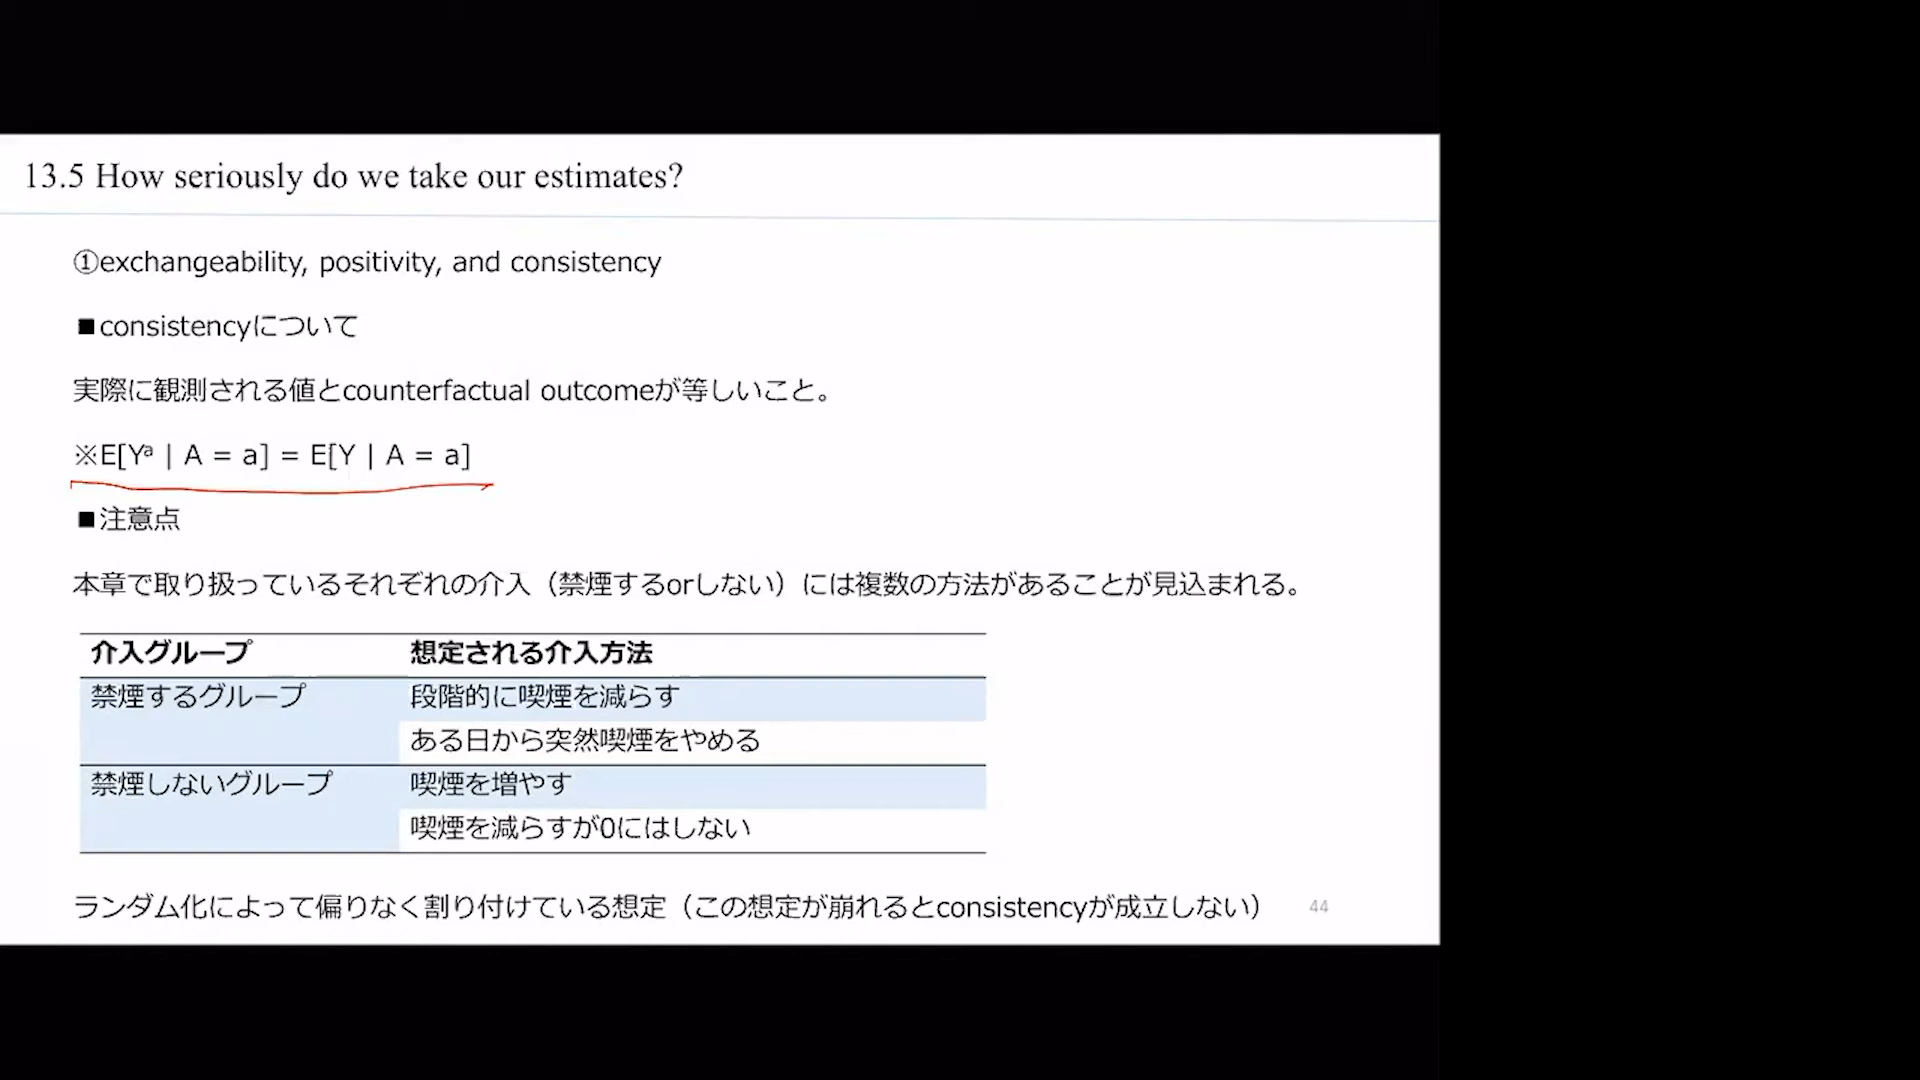 13.5 How seriously do we take our estimates?
①exchangeability, positivity, and consistency
■consistencyについて
実際に観測される値とcounterfactual outcomeが等しいこと。
※E[Yᵃ | A = a] = E[Y | A = a]
■注意点
本章で取り扱っているそれぞれの介入（禁煙するorしない）には複数の方法があることが見込まれる。
介入グループ 想定される介入方法
禁煙するグループ 段階的に喫煙を減らす
ある日から突然喫煙をやめる
禁煙しないグループ 喫煙を増やす
喫煙を減らすが0にはしない
ランダム化によって偏りなく割り付けている想定（この想定が崩れるとconsistencyが成立しない）
44